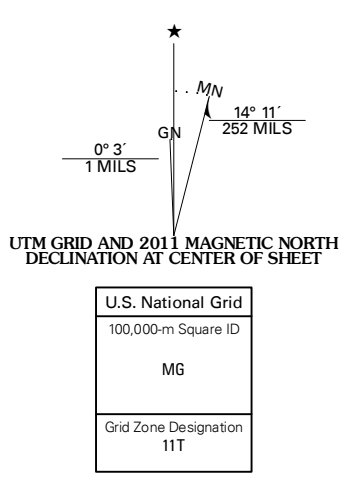 ★
MN
GN
14° 11´
252 MILS
0° 3´
1 MILS
UTM GRID AND 2011 MAGNETIC NORTH
DECLINATION AT CENTER OF SHEET
U.S. National Grid
100,000-m Square ID
MG
Grid Zone Designation
11T